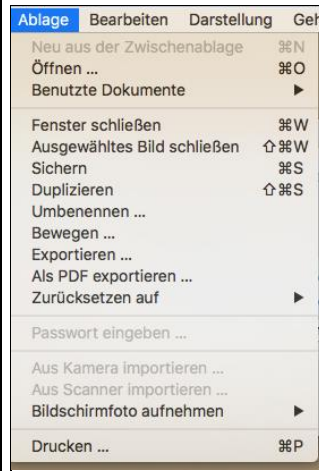 Ablage Bearbeiten Darstellung Geh
Neu aus der Zwischenablage ⌘N
Öffnen ... ⌘O
Benutzte Dokumente ▶
Fenster schließen ⌘W
Ausgewähltes Bild schließen ⇧⌘W
Sichern ⌘S
Duplizieren ⇧⌘S
Umbenennen ...
Bewegen ...
Exportieren ...
Als PDF exportieren ...
Zurücksetzen auf ▶
Passwort eingeben ...
Aus Kamera importieren ...
Aus Scanner importieren ...
Bildschirmfoto aufnehmen ▶
Drucken ... ⌘P